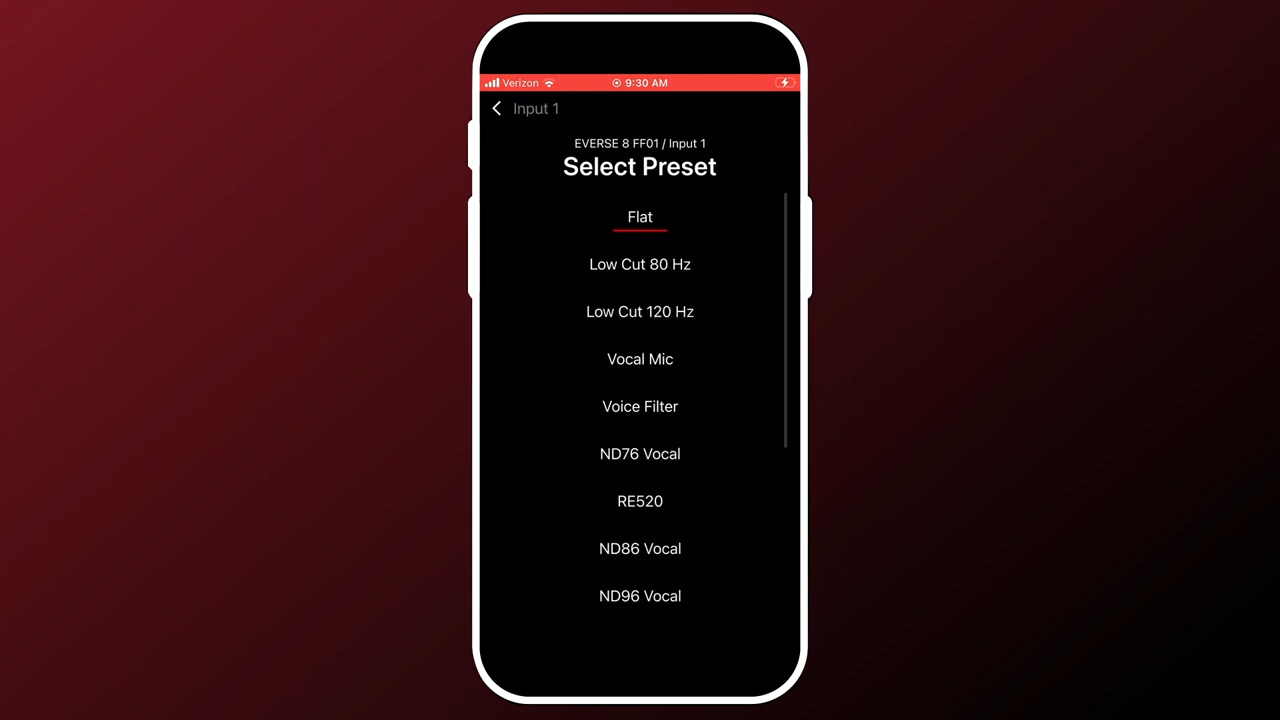 Verizon 9:30 AM
Input 1
EVERSE 8 FF01 / Input 1
Select Preset
Flat
Low Cut 80 Hz
Low Cut 120 Hz
Vocal Mic
Voice Filter
ND76 Vocal
RE520
ND86 Vocal
ND96 Vocal